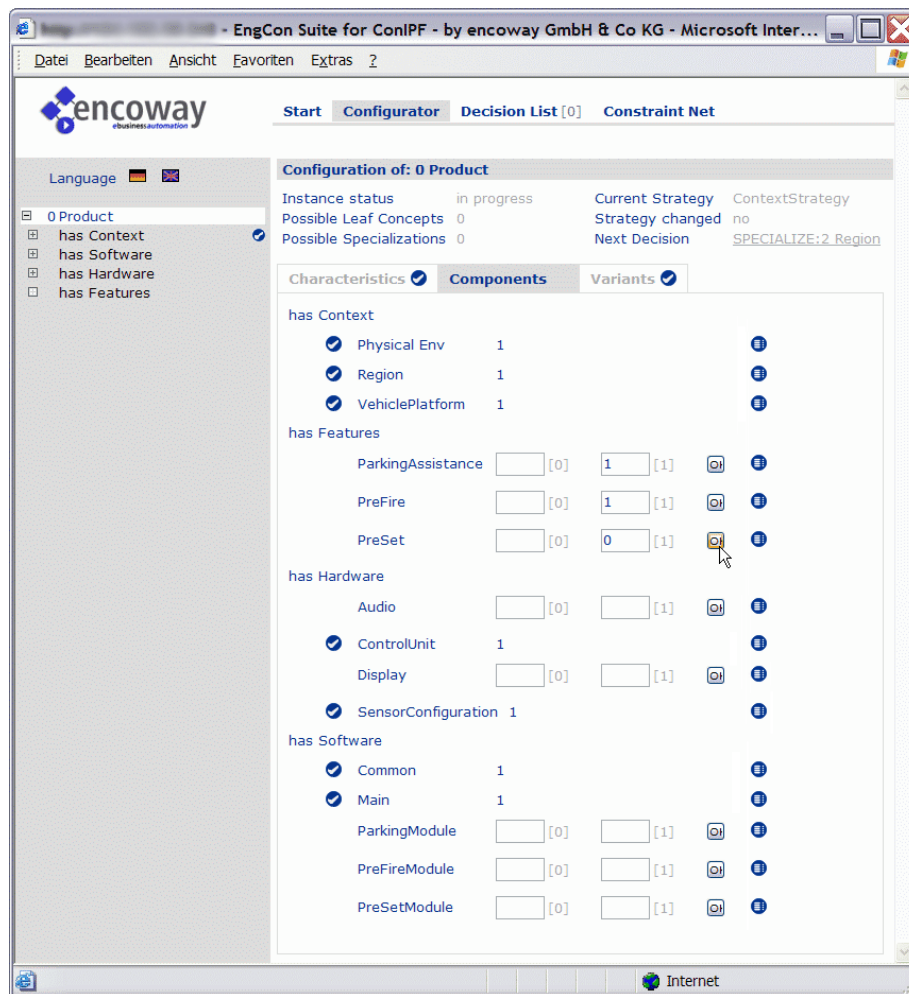 - EngCon Suite for ConIPF - by encoway GmbH & Co KG - Microsoft Inter...
Datei Bearbeiten Ansicht Favoriten Extras ?
encoway
ebusinessautomation
Start Configurator Decision List [0] Constraint Net
Language
Configuration of: 0 Product
Instance status in progress Current Strategy ContextStrategy
Possible Leaf Concepts 0 Strategy changed no
Possible Specializations 0 Next Decision SPECIALIZE:2 Region
0 Product
has Context
has Software
has Hardware
has Features
Characteristics Components Variants
has Context
Physical Env 1
Region 1
VehiclePlatform 1
has Features
ParkingAssistance [0] 1 [1]
PreFire [0] 1 [1]
PreSet [0] 0 [1]
has Hardware
Audio [0] [1]
ControlUnit 1
Display [0] [1]
SensorConfiguration 1
has Software
Common 1
Main 1
ParkingModule [0] [1]
PreFireModule [0] [1]
PreSetModule [0] [1]
Internet